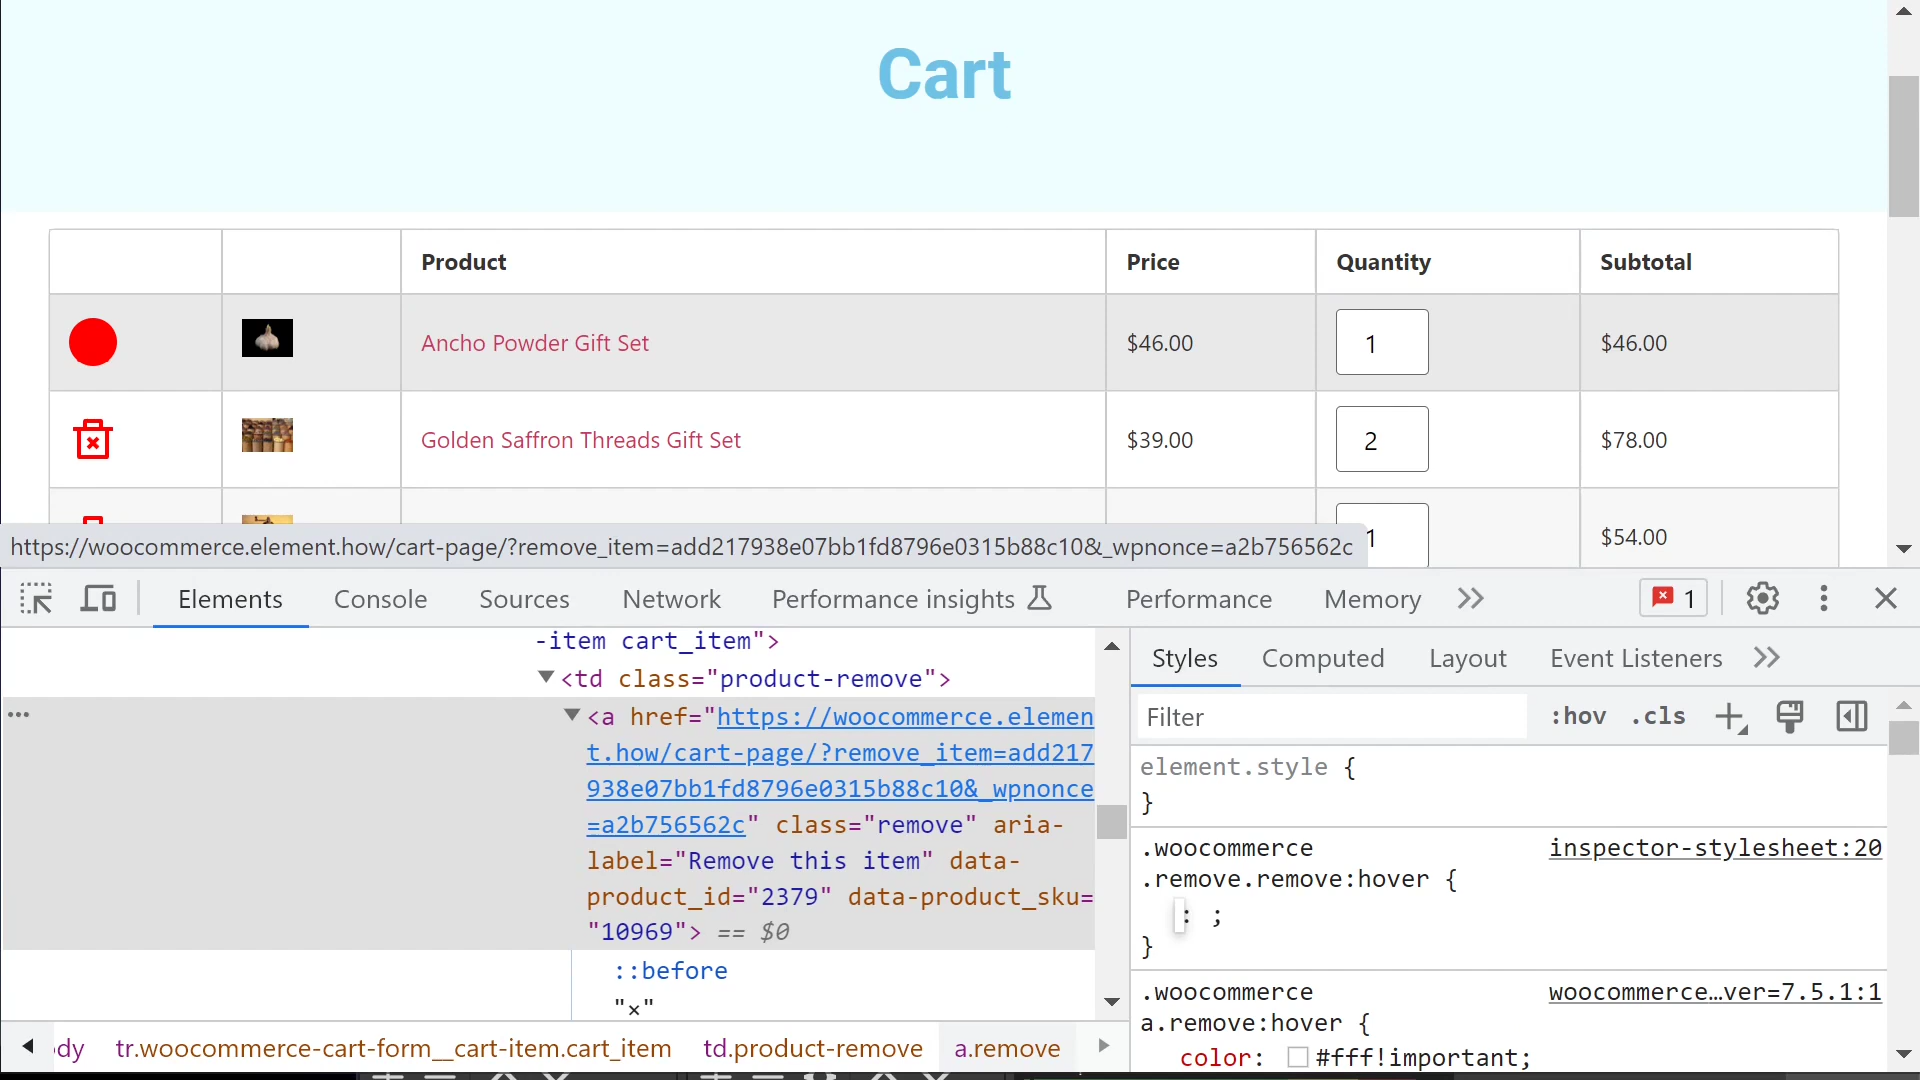 Cart
Product Price Quantity Subtotal
Ancho Powder Gift Set $46.00 1 $46.00
Golden Saffron Threads Gift Set $39.00 2 $78.00
1 $54.00
https://woocommerce.element.how/cart-page/?remove_item=add217938e07bb1fd8796e0315b88c10&_wpnonce=a2b756562c
Elements Console Sources Network Performance insights Performance Memory 1
-item cart_item">
<td class="product-remove">
<a href="https://woocommerce.elemen
t.how/cart-page/?remove_item=add217
938e07bb1fd8796e0315b88c10&_wpnonce
=a2b756562c" class="remove" aria-
label="Remove this item" data-
product_id="2379" data-product_sku=
"10969"> == $0
::before
"×"
dy tr.woocommerce-cart-form__cart-item.cart_item td.product-remove a.remove
Styles Computed Layout Event Listeners
Filter :hov .cls
element.style {
}
.woocommerce inspector-stylesheet:20
.remove.remove:hover {
: ;
}
.woocommerce woocommerce…ver=7.5.1:1
a.remove:hover {
color: #fff!important;